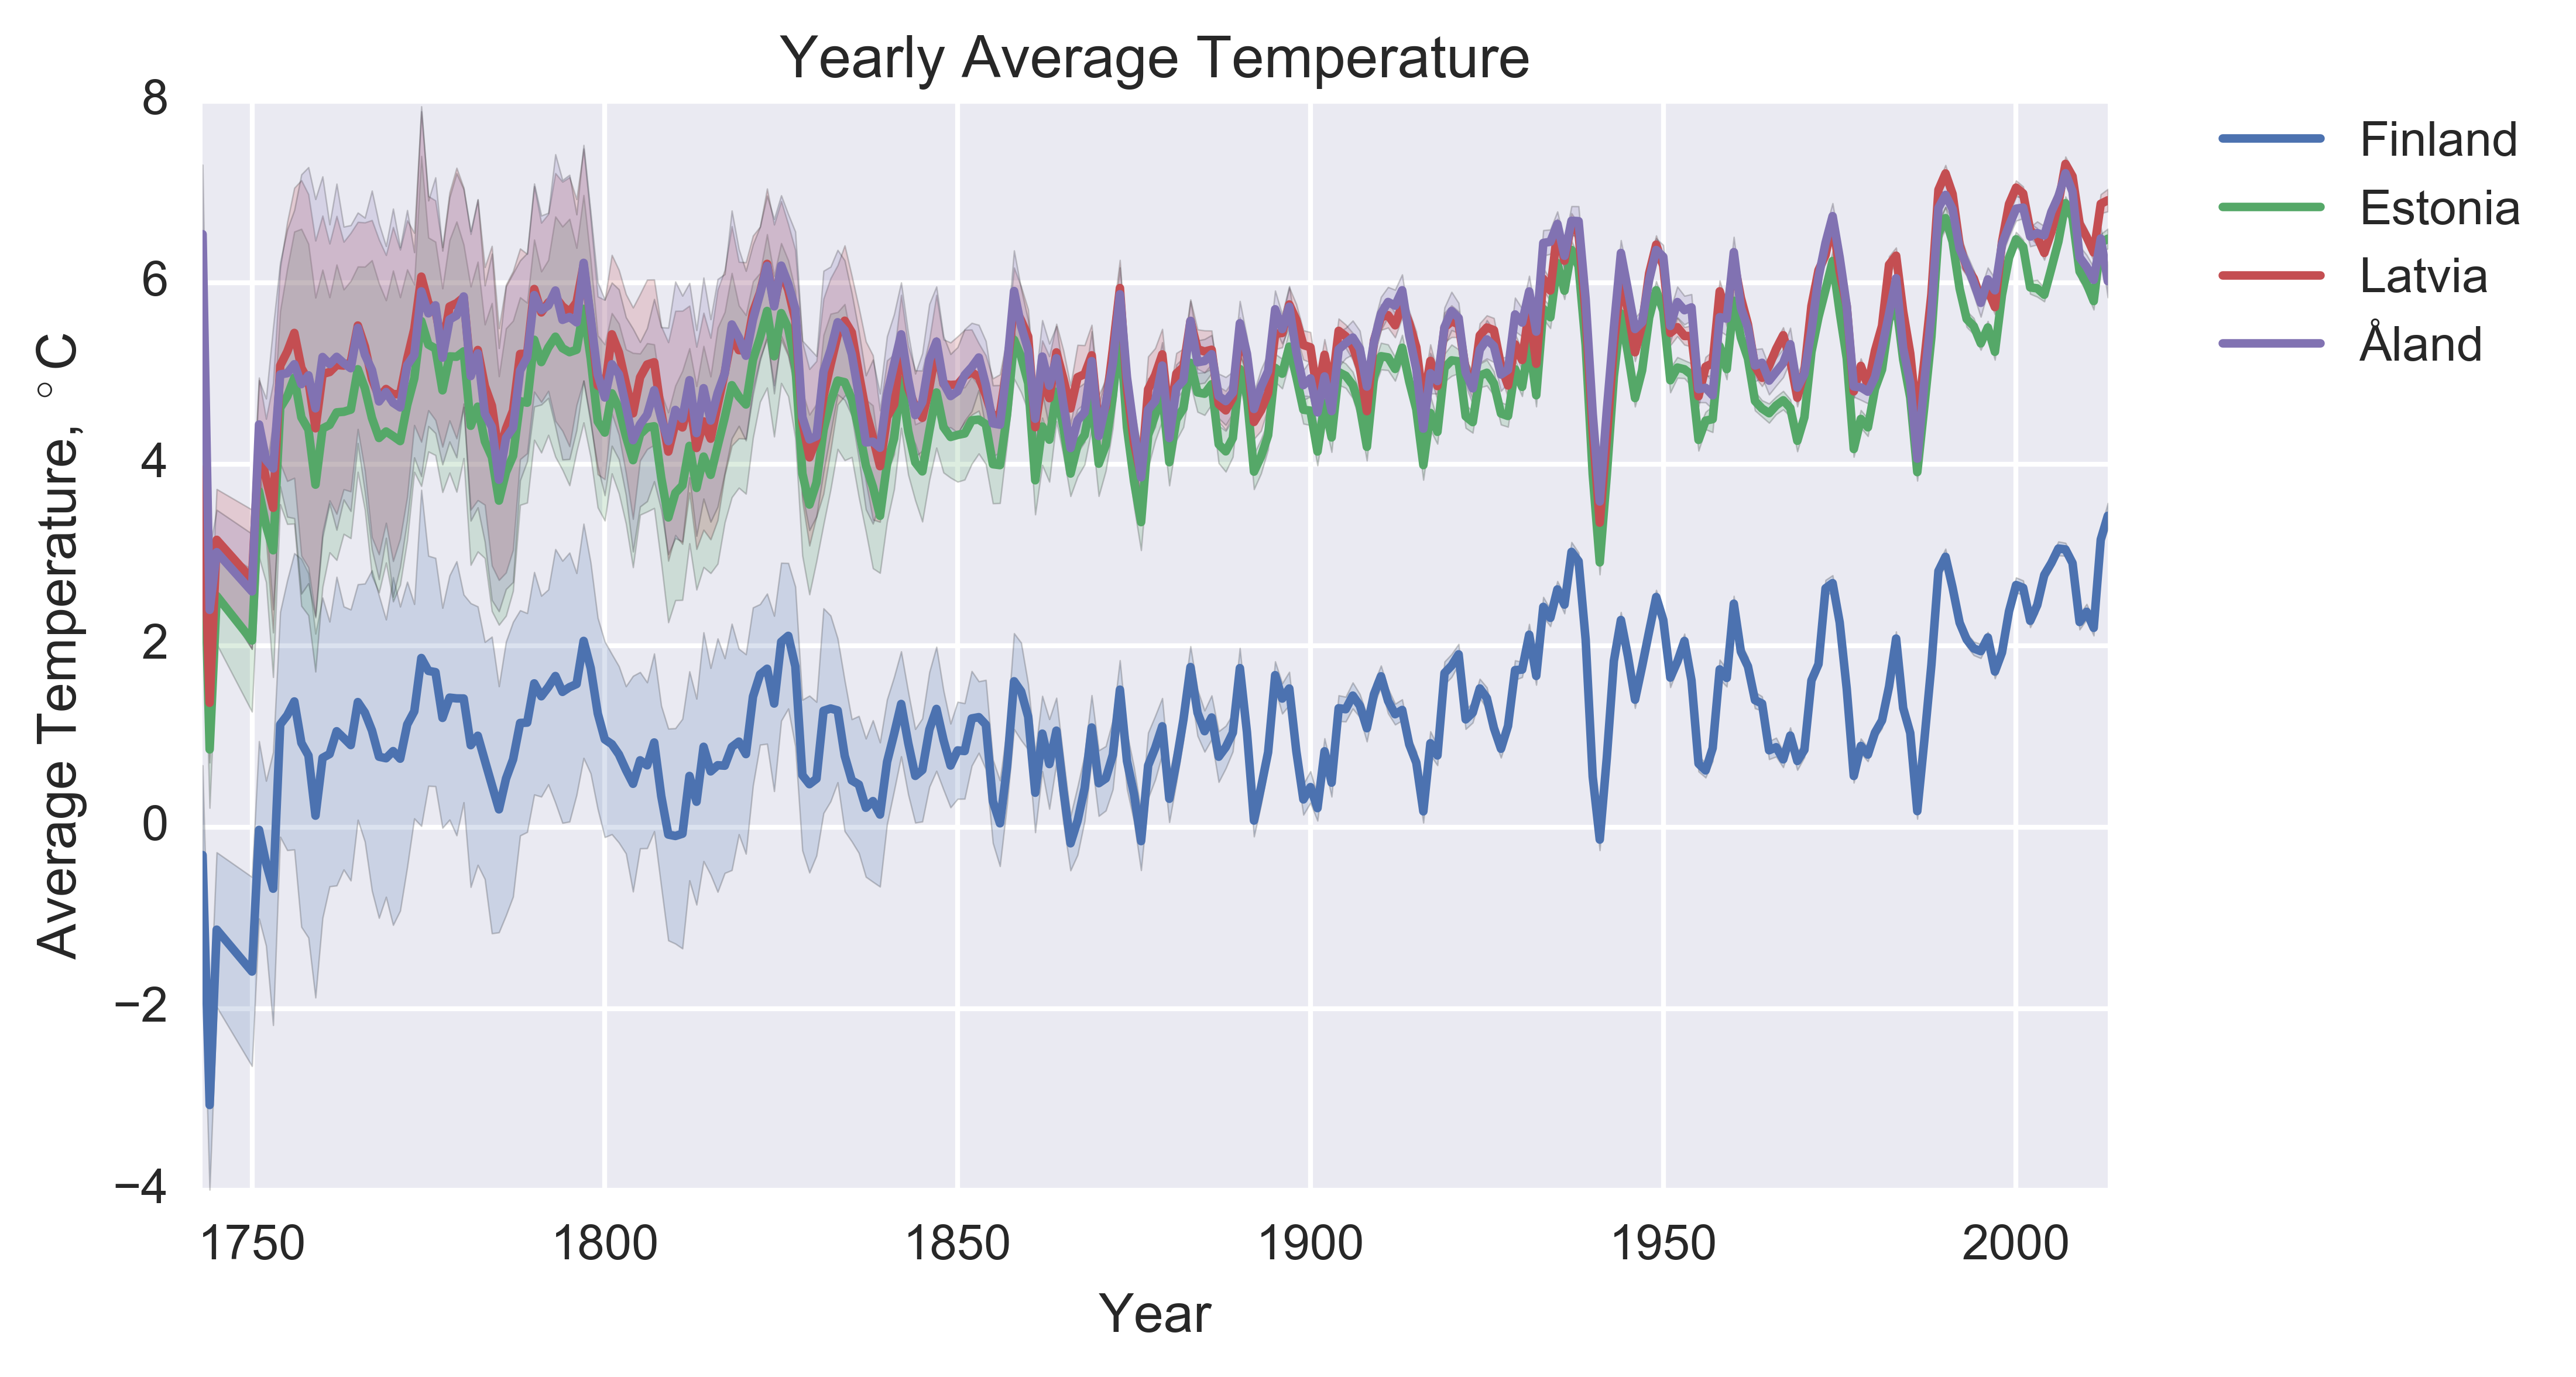 Yearly Average Temperature
Average Temperature, °C
8
6
4
2
0
−2
−4
1750 1800 1850 1900 1950 2000
Year
Finland
Estonia
Latvia
Åland